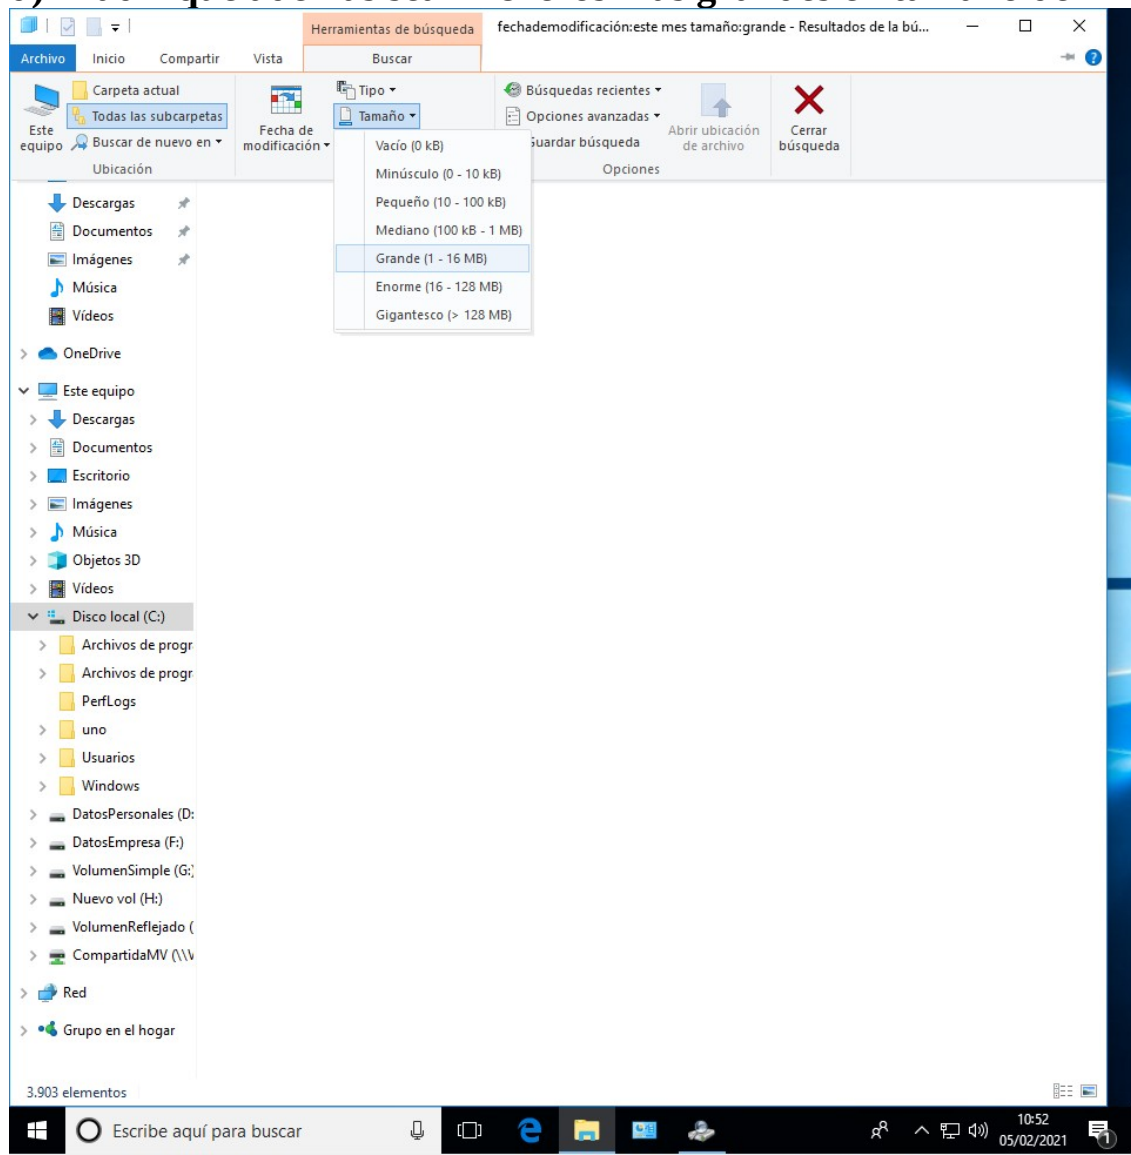 Herramientas de búsqueda
fechademodificación:este mes tamaño:grande - Resultados de la bú...
Archivo
Inicio
Compartir
Vista
Buscar
Este equipo
Carpeta actual
Todas las subcarpetas
Buscar de nuevo en
Ubicación
Fecha de modificación
Tipo
Tamaño
Búsquedas recientes
Opciones avanzadas
Guardar búsqueda
Opciones
Abrir ubicación de archivo
Cerrar búsqueda
Vacío (0 kB)
Minúsculo (0 - 10 kB)
Pequeño (10 - 100 kB)
Mediano (100 kB - 1 MB)
Grande (1 - 16 MB)
Enorme (16 - 128 MB)
Gigantesco (> 128 MB)
Descargas
Documentos
Imágenes
Música
Vídeos
OneDrive
Este equipo
Descargas
Documentos
Escritorio
Imágenes
Música
Objetos 3D
Vídeos
Disco local (C:)
Archivos de progr
Archivos de progr
PerfLogs
uno
Usuarios
Windows
DatosPersonales (D:
DatosEmpresa (F:)
VolumenSimple (G:)
Nuevo vol (H:)
VolumenReflejado (
CompartidaMV (\\V
Red
Grupo en el hogar
3.903 elementos
Escribe aquí para buscar
10:52
05/02/2021
1